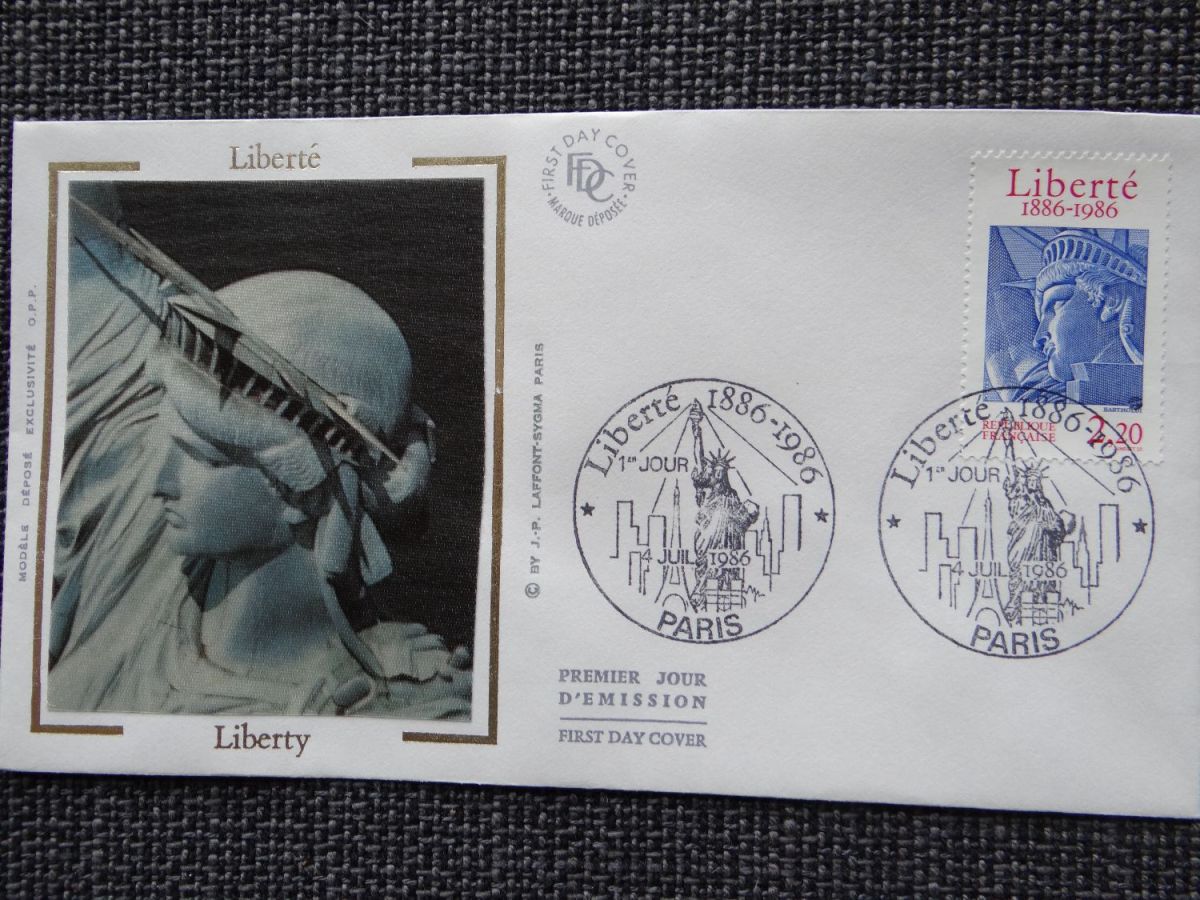 Liberté
MODÈLE DÉPOSÉ EXCLUSIVITÉ O.P.P.
Liberty
© BY J.-P. LAFFONT-SYGMA PARIS
·FIRST DAY COVER·
FDC
MARQUE DÉPOSÉE
Liberté 1886-1986
1ER JOUR
4 JUIL 1986
PARIS
PREMIER JOUR
D'EMISSION
FIRST DAY COVER
Liberté
1886-1986
BARTHOLDI
REPUBLIQUE
FRANÇAISE
2,20
Liberté 1886-1986
1ER JOUR
4 JUIL 1986
PARIS